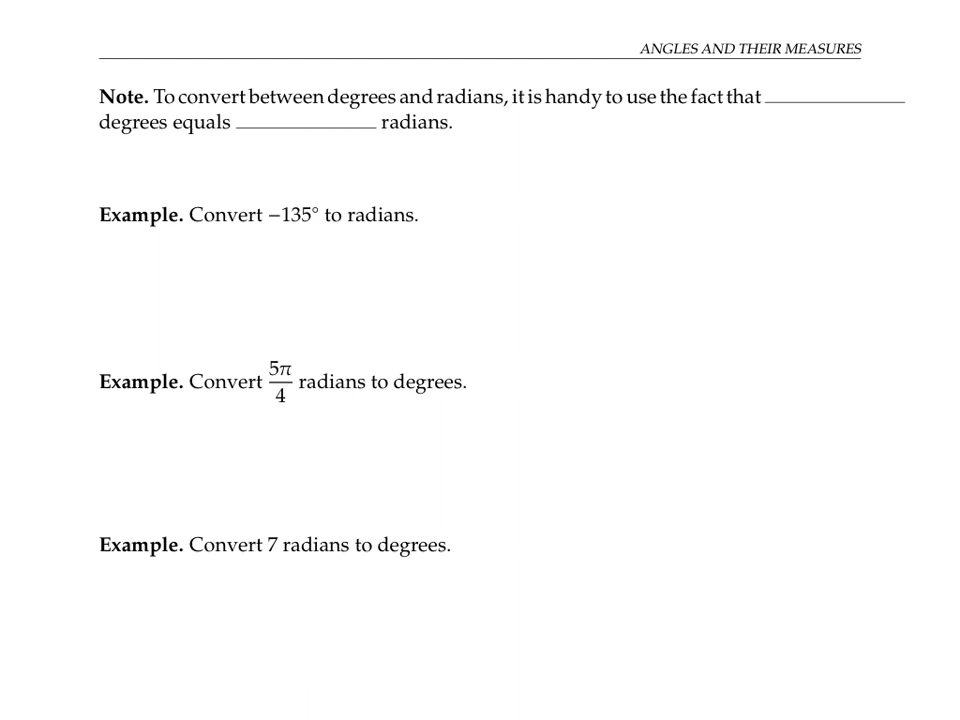 ANGLES AND THEIR MEASURES
Note. To convert between degrees and radians, it is handy to use the fact that ____________
degrees equals ____________ radians.
Example. Convert −135° to radians.
Example. Convert 5π/4 radians to degrees.
Example. Convert 7 radians to degrees.